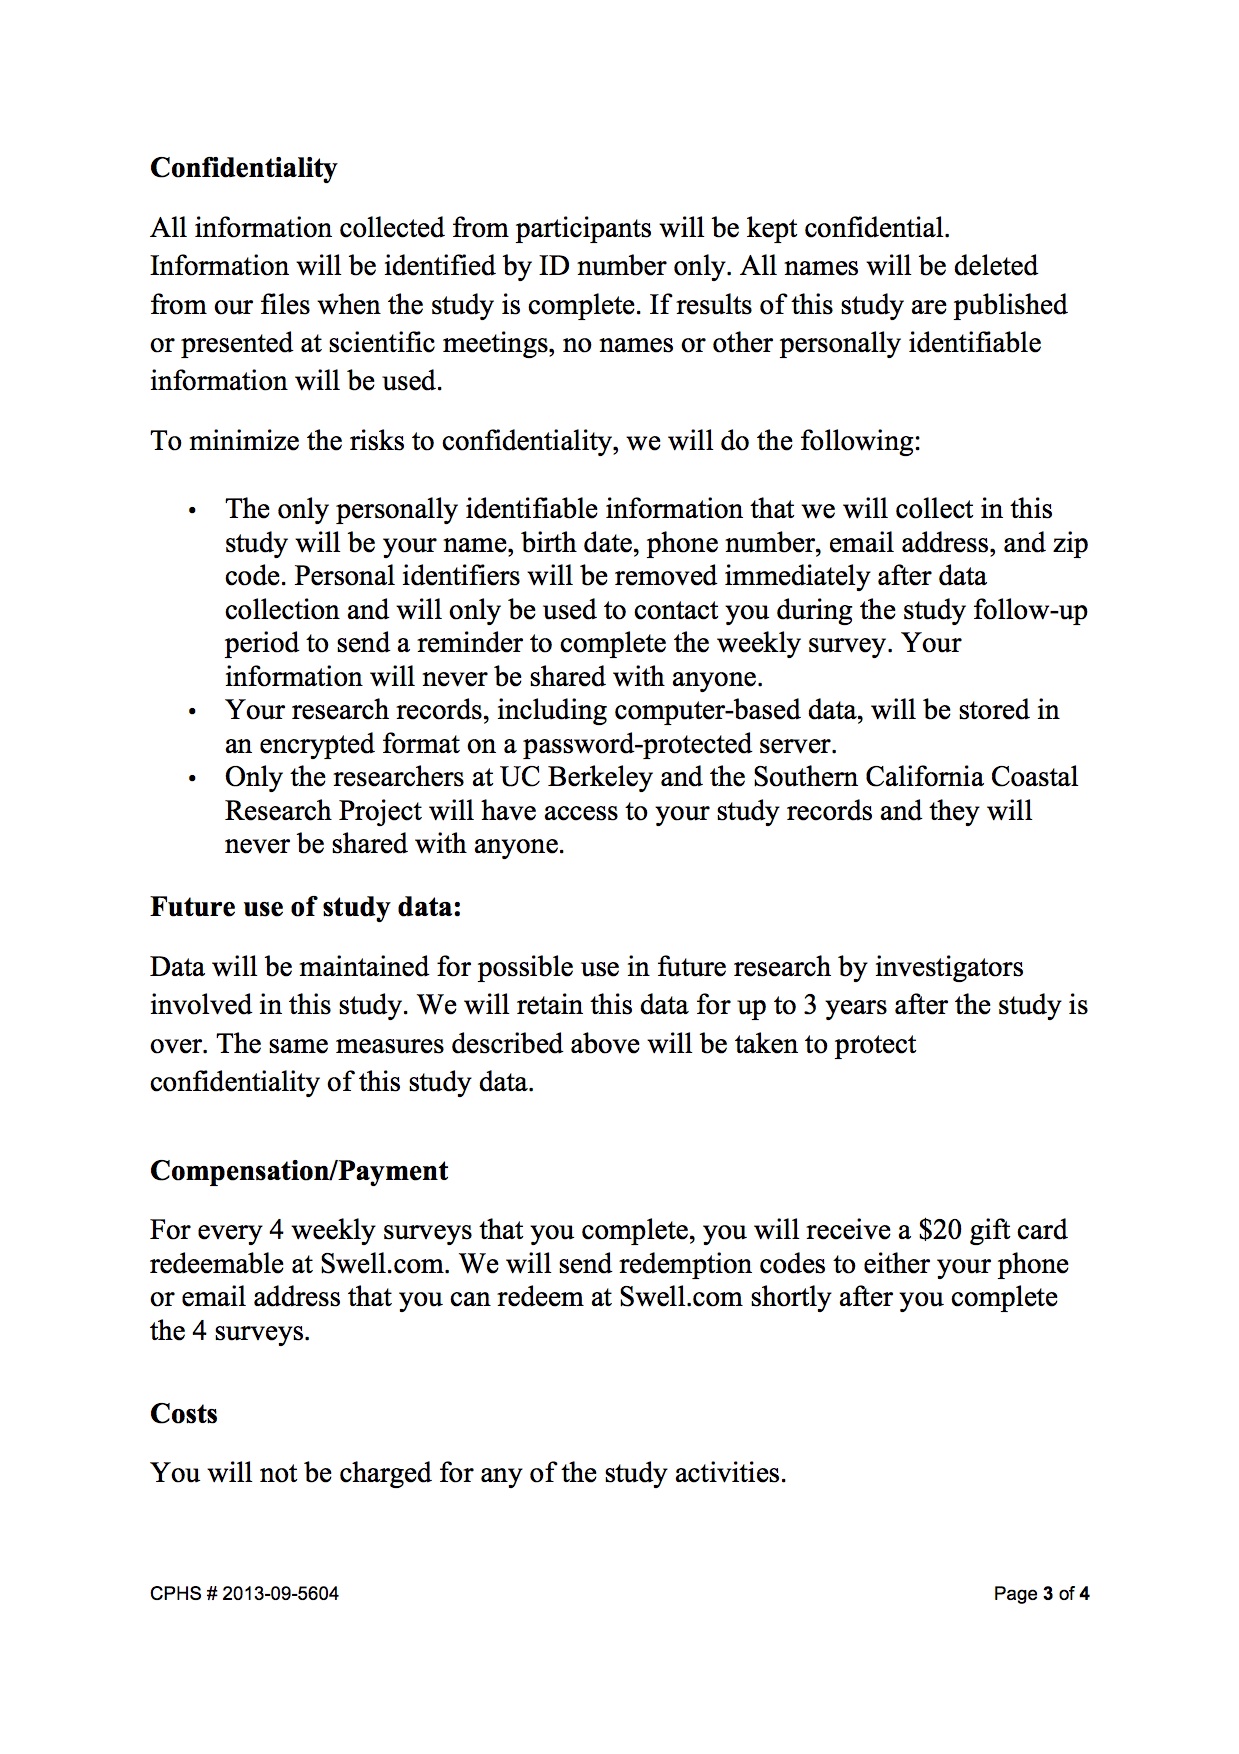 Confidentiality
All information collected from participants will be kept confidential.
Information will be identified by ID number only. All names will be deleted
from our files when the study is complete. If results of this study are published
or presented at scientific meetings, no names or other personally identifiable
information will be used.
To minimize the risks to confidentiality, we will do the following:
• The only personally identifiable information that we will collect in this
study will be your name, birth date, phone number, email address, and zip
code. Personal identifiers will be removed immediately after data
collection and will only be used to contact you during the study follow-up
period to send a reminder to complete the weekly survey. Your
information will never be shared with anyone.
• Your research records, including computer-based data, will be stored in
an encrypted format on a password-protected server.
• Only the researchers at UC Berkeley and the Southern California Coastal
Research Project will have access to your study records and they will
never be shared with anyone.
Future use of study data:
Data will be maintained for possible use in future research by investigators
involved in this study. We will retain this data for up to 3 years after the study is
over. The same measures described above will be taken to protect
confidentiality of this study data.
Compensation/Payment
For every 4 weekly surveys that you complete, you will receive a $20 gift card
redeemable at Swell.com. We will send redemption codes to either your phone
or email address that you can redeem at Swell.com shortly after you complete
the 4 surveys.
Costs
You will not be charged for any of the study activities.
CPHS # 2013-09-5604 Page 3 of 4